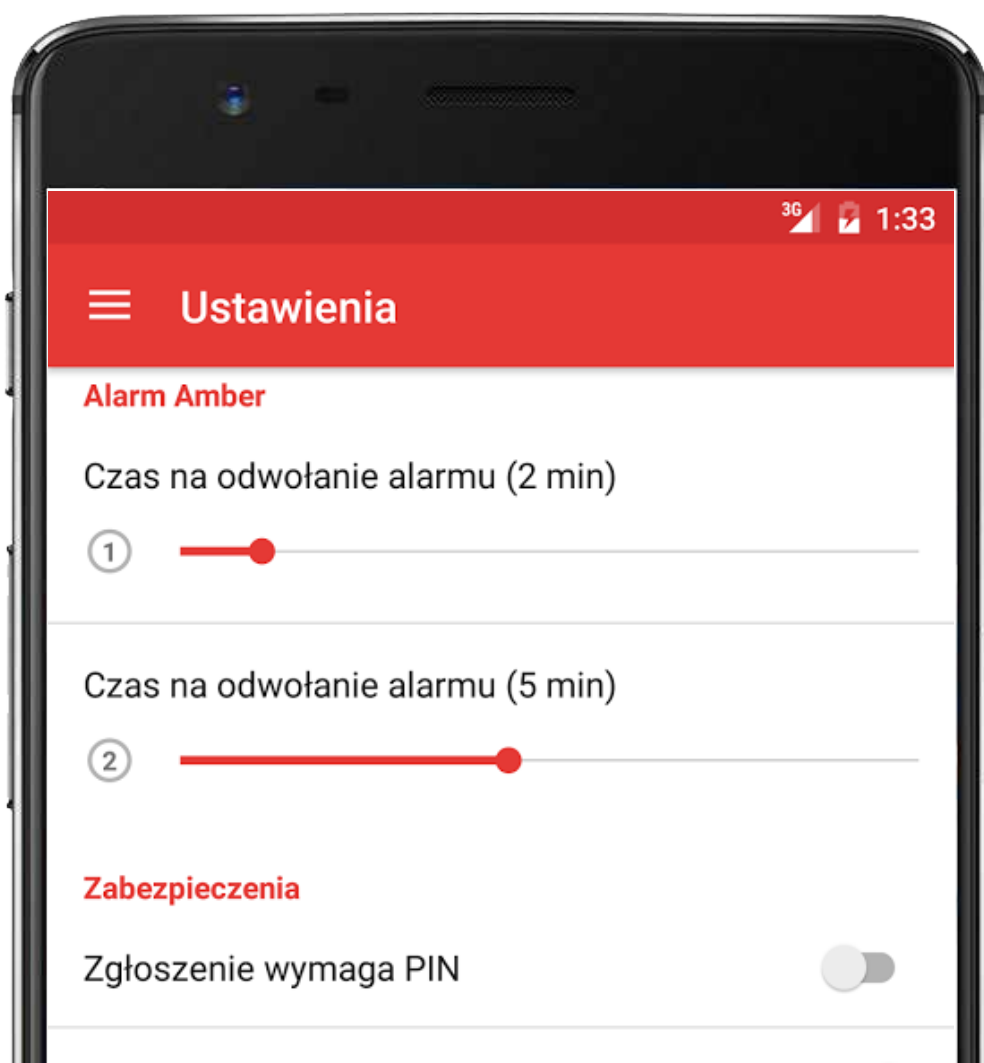 3G 1:33
Ustawienia
Alarm Amber
Czas na odwołanie alarmu (2 min)
1
Czas na odwołanie alarmu (5 min)
2
Zabezpieczenia
Zgłoszenie wymaga PIN